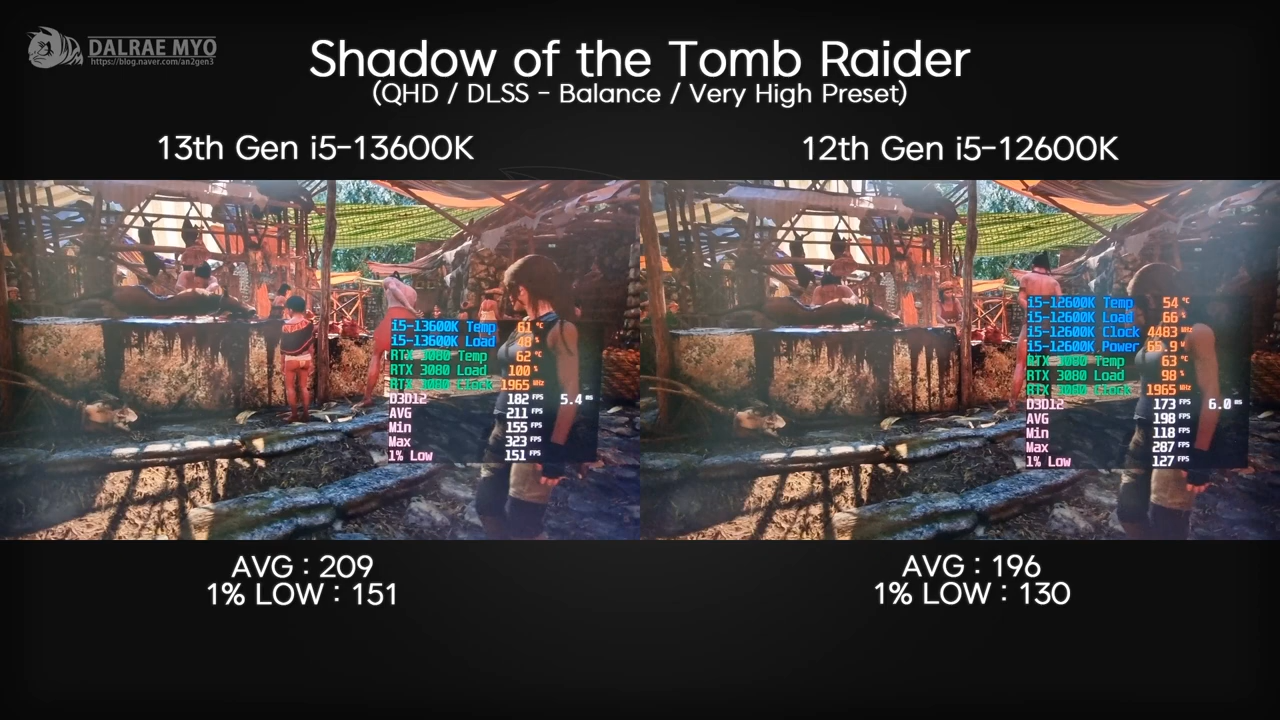 DALRAE MYO
https://blog.naver.com/an2gen3
Shadow of the Tomb Raider
(QHD / DLSS - Balance / Very High Preset)
13th Gen i5-13600K
12th Gen i5-12600K
i5-13600K Temp 61 °C
i5-13600K Load 48 %
RTX 3080 Temp 62 °C
RTX 3080 Load 100 %
RTX 3080 Clock 1965 MHz
D3D12 182 FPS 5.4 ms
AVG 211 FPS
Min 155 FPS
Max 323 FPS
1% Low 151 FPS
i5-12600K Temp 54 °C
i5-12600K Load 66 %
i5-12600K Clock 4483 MHz
i5-12600K Power 65.9 W
RTX 3080 Temp 63 °C
RTX 3080 Load 98 %
RTX 3080 Clock 1965 MHz
D3D12 173 FPS 6.0 ms
AVG 198 FPS
Min 118 FPS
Max 287 FPS
1% Low 127 FPS
AVG : 209
1% LOW : 151
AVG : 196
1% LOW : 130